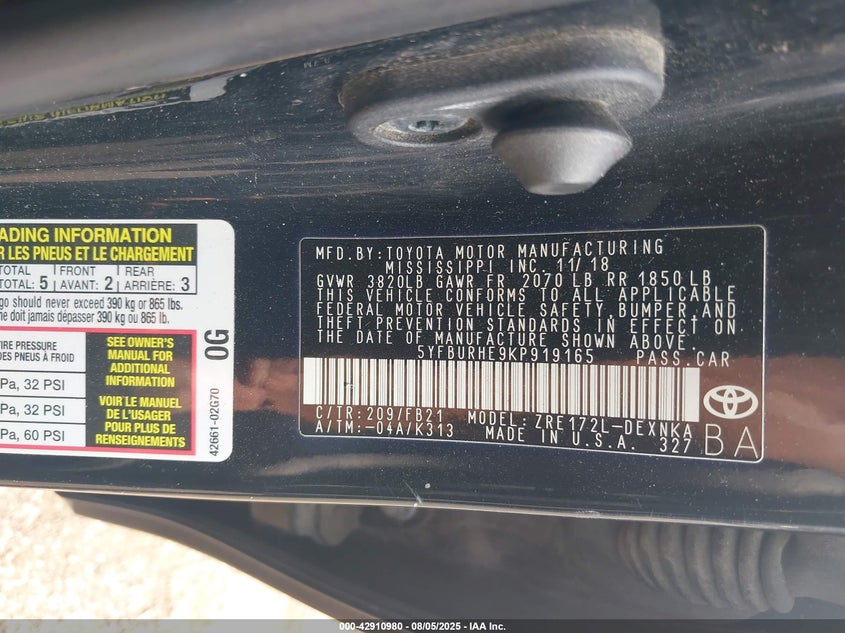 ADING INFORMATION
R LES PNEUS ET LE CHARGEMENT
TOTAL FRONT REAR
TOTAL: 5 AVANT: 2 ARRIÈRE: 3
go should never exceed 390 kg or 865 lbs.
ne doit jamais dépasser 390 kg ou 865 lb.
TIRE PRESSURE
DES PNEUS À FROID
Pa, 32 PSI
Pa, 32 PSI
Pa, 60 PSI
SEE OWNER'S
MANUAL FOR
ADDITIONAL
INFORMATION
VOIR LE MANUEL
DE L'USAGER
POUR PLUS DE
RENSEIGNEMENTS
0G
42661-02G70
MFD.BY:TOYOTA MOTOR MANUFACTURING
MISSISSIPPI INC.11/18
GVWR 3820LB GAWR FR 2070 LB RR 1850 LB
THIS VEHICLE CONFORMS TO ALL APPLICABLE
FEDERAL MOTOR VEHICLE SAFETY,BUMPER,AND
THEFT PREVENTION STANDARDS IN EFFECT ON
THE DATE OF MANUFACTURE SHOWN ABOVE.
5YFBURHE9KP919165 PASS.CAR
C/TR:209/FB21 MODEL:ZRE172L-DEXNKA
A/TM:-04A/K313 MADE IN U.S.A. 327
BA
000-42910980 - 08/05/2025 - IAA Inc.